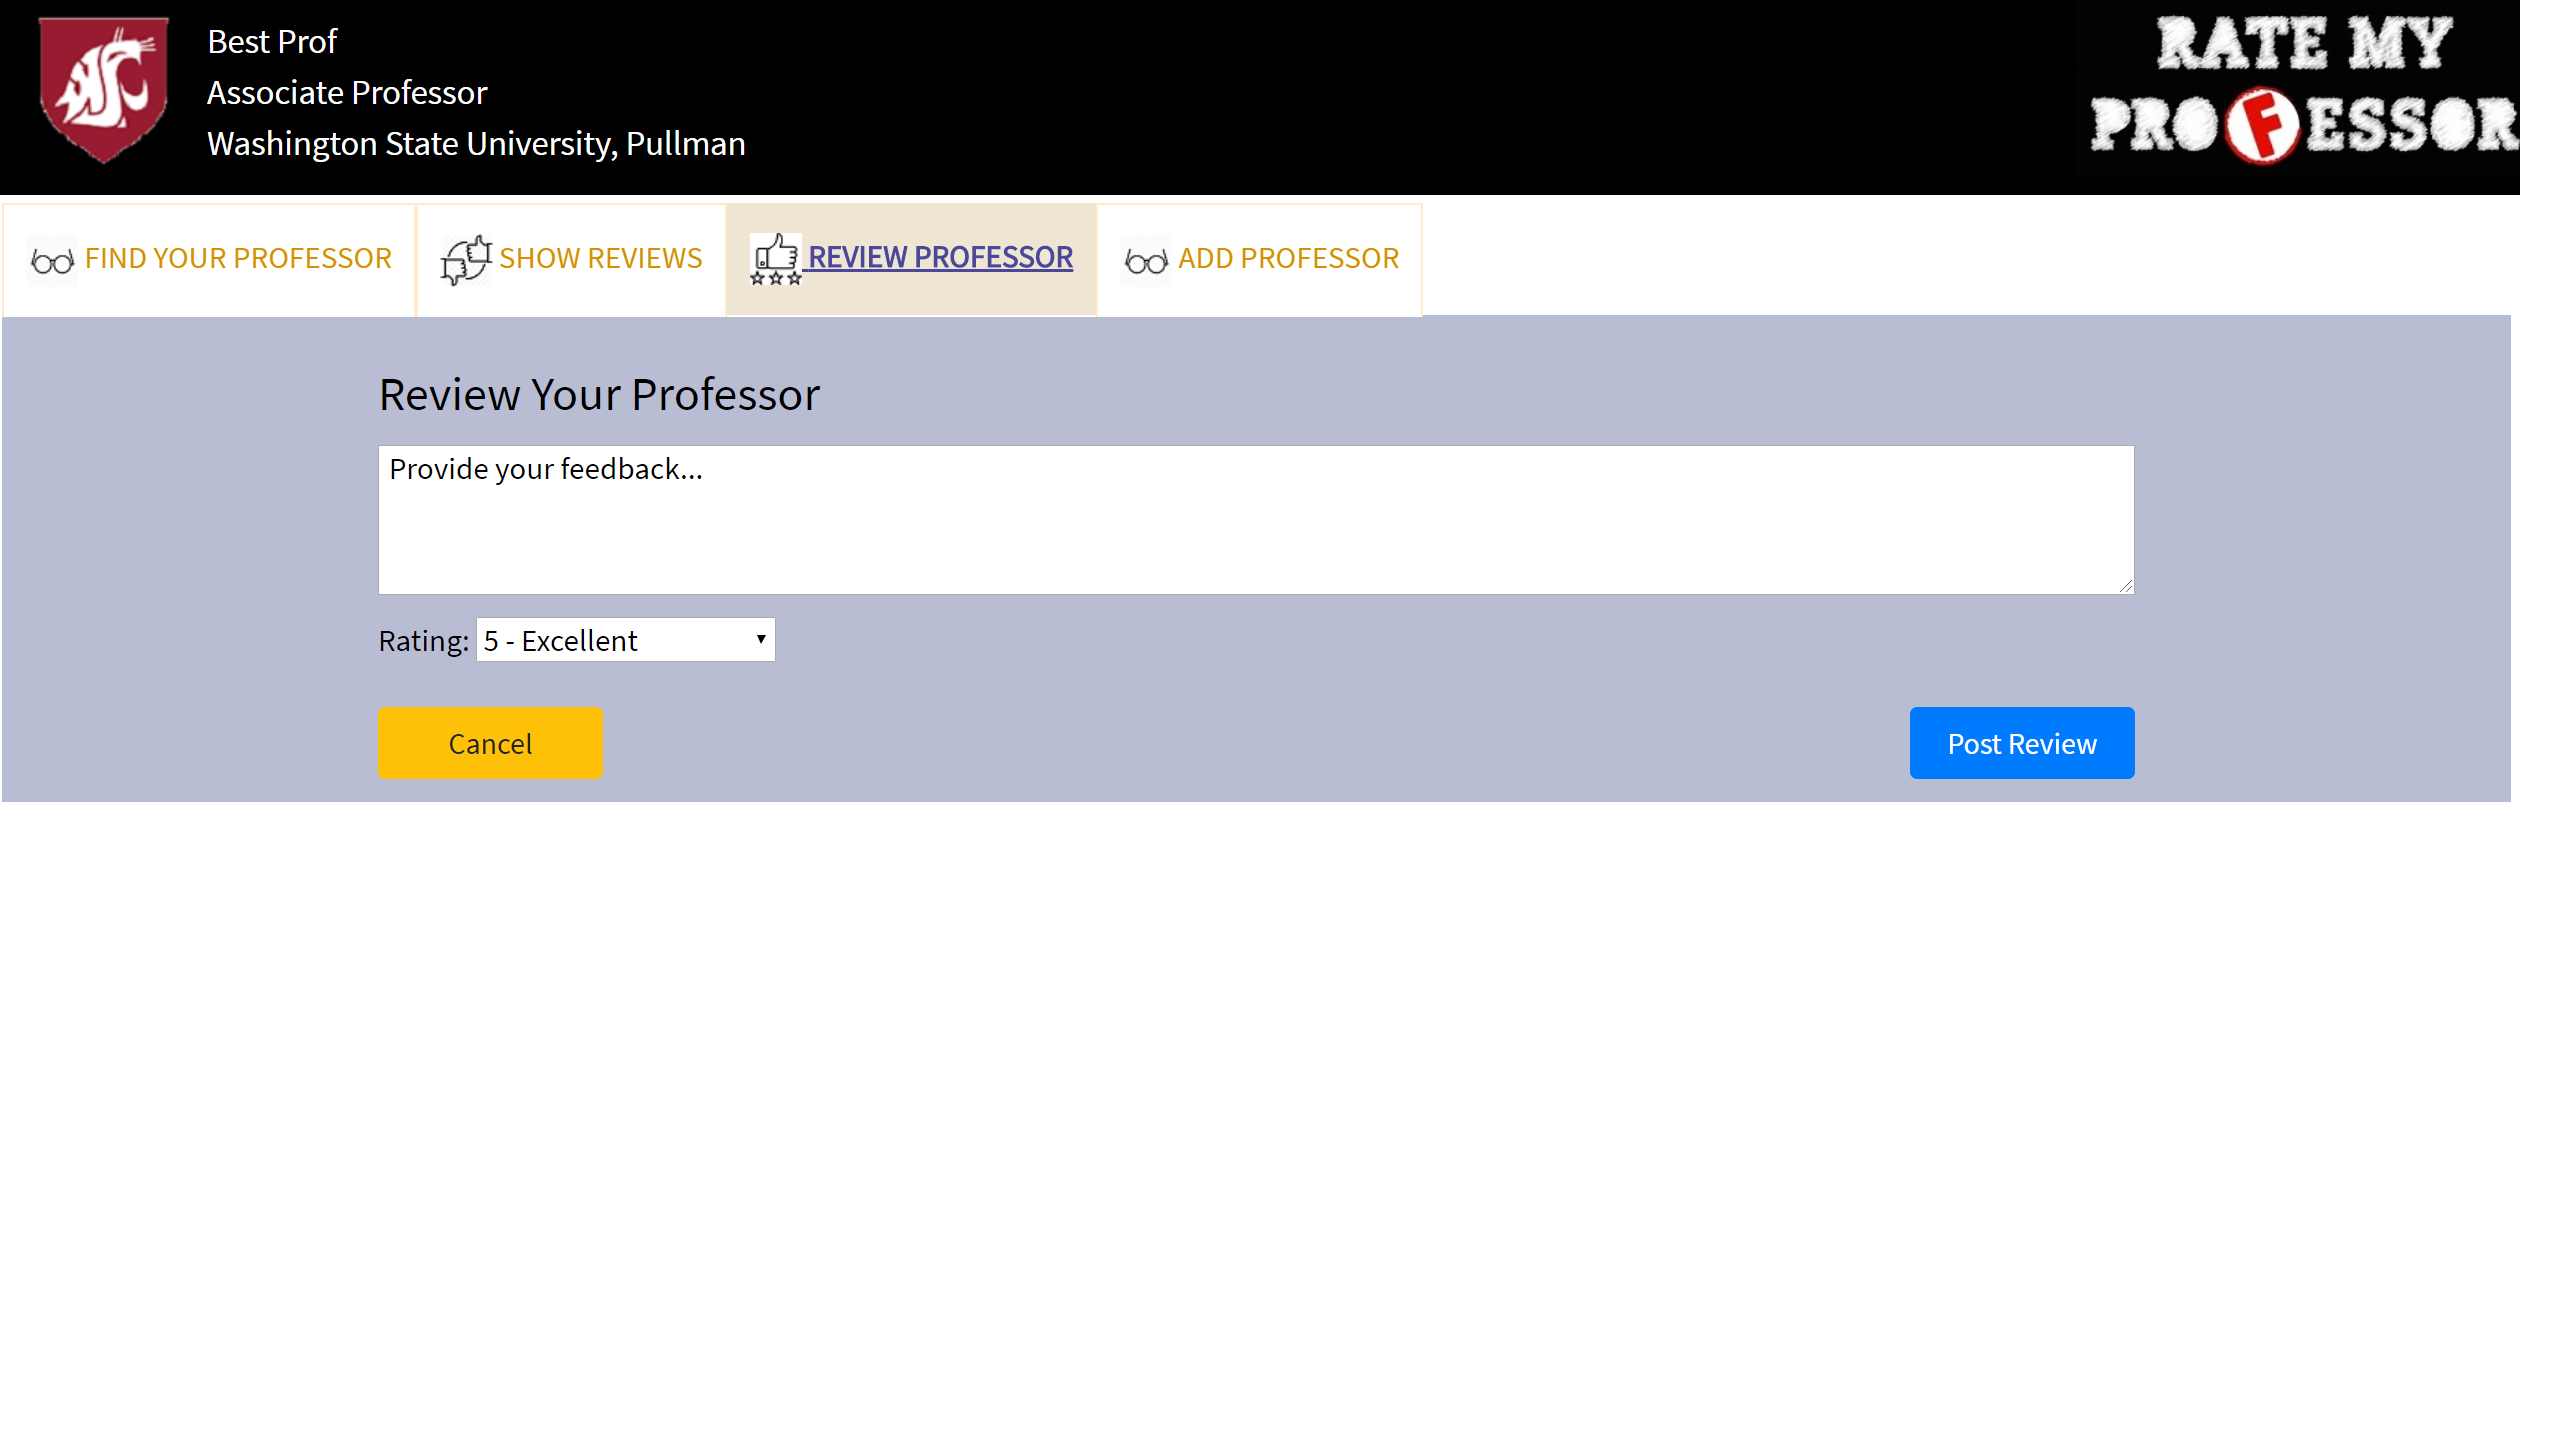 Best Prof
Associate Professor
Washington State University, Pullman
RATE MY
PROFESSOR
FIND YOUR PROFESSOR
SHOW REVIEWS
REVIEW PROFESSOR
ADD PROFESSOR
Review Your Professor
Provide your feedback...
Rating: 5 - Excellent
Cancel
Post Review